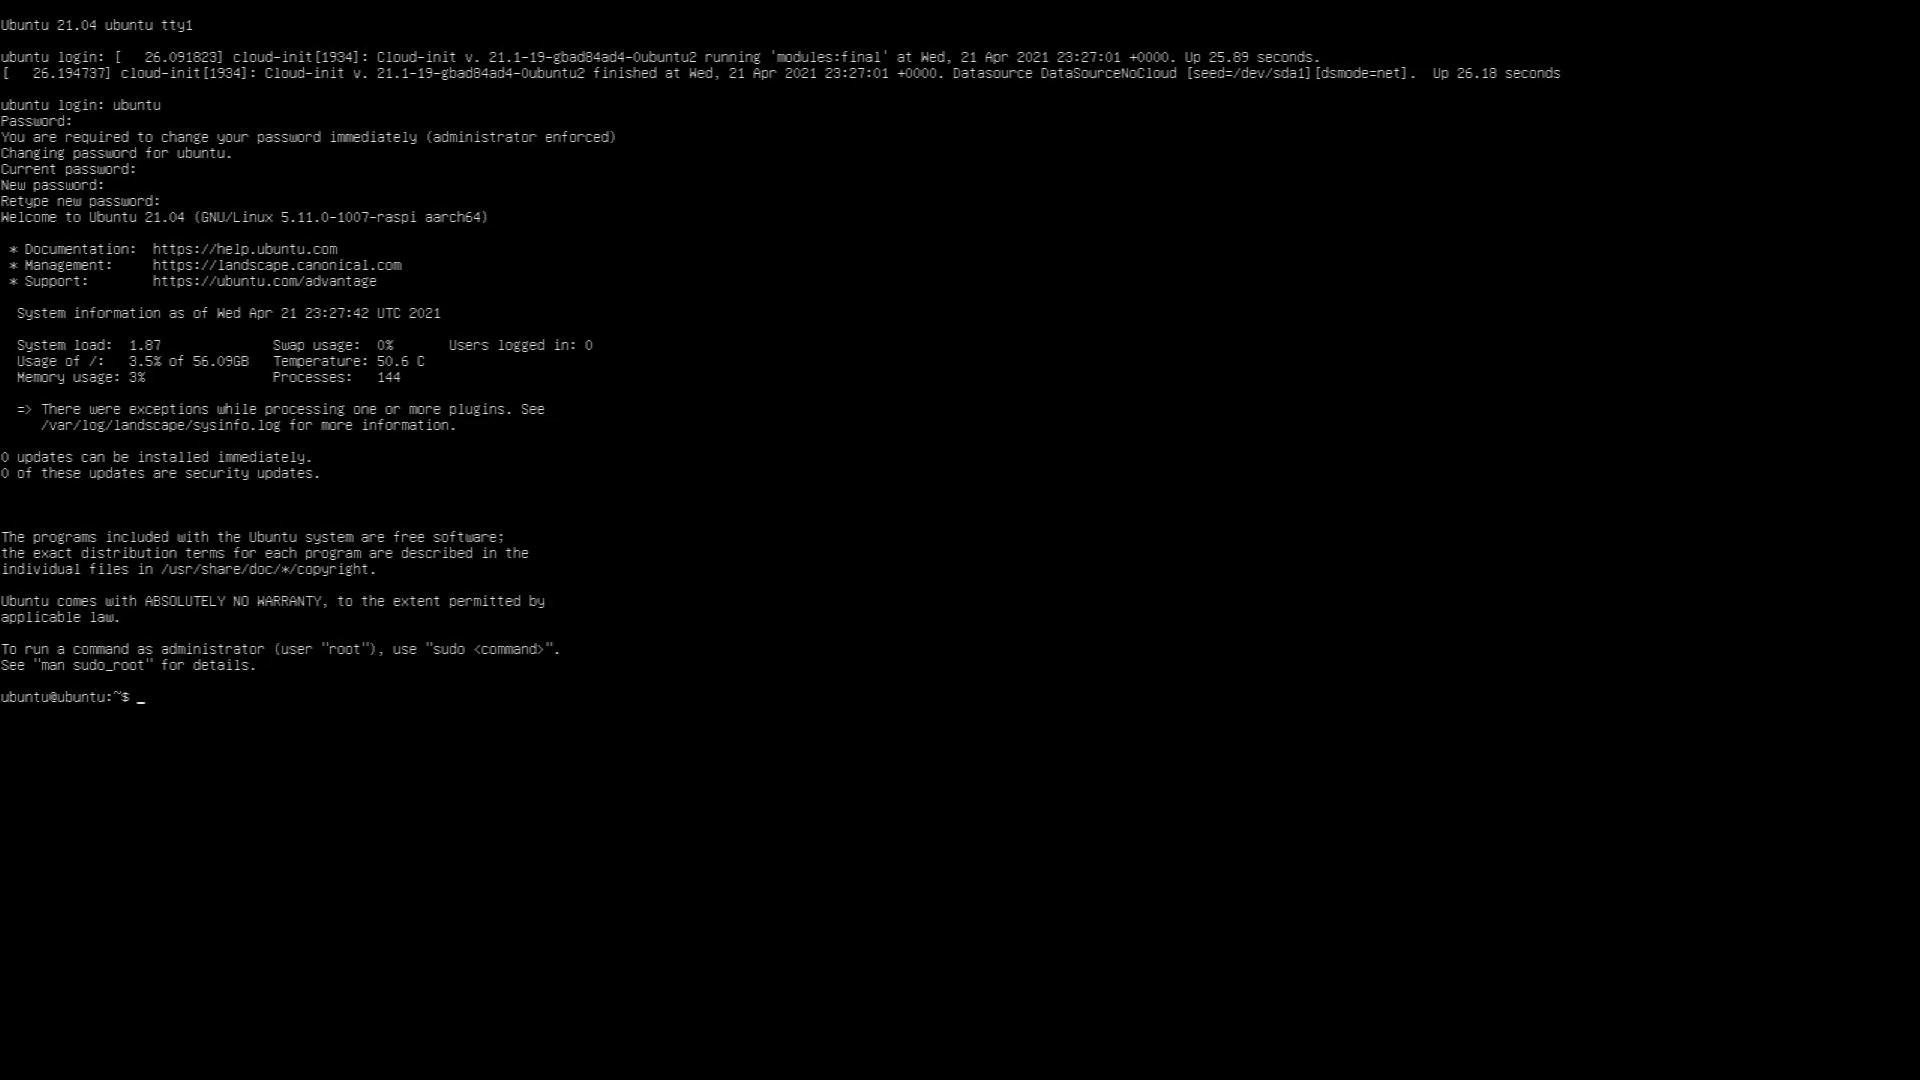 Ubuntu 21.04 ubuntu tty1
ubuntu login: [   26.091823] cloud-init[1934]: Cloud-init v. 21.1-19-gbad84ad4-0ubuntu2 running 'modules:final' at Wed, 21 Apr 2021 23:27:01 +0000. Up 25.89 seconds.
[   26.194737] cloud-init[1934]: Cloud-init v. 21.1-19-gbad84ad4-0ubuntu2 finished at Wed, 21 Apr 2021 23:27:01 +0000. Datasource DataSourceNoCloud [seed=/dev/sda1][dsmode=net].  Up 26.18 seconds
ubuntu login: ubuntu
Password:
You are required to change your password immediately (administrator enforced)
Changing password for ubuntu.
Current password:
New password:
Retype new password:
Welcome to Ubuntu 21.04 (GNU/Linux 5.11.0-1007-raspi aarch64)
 * Documentation:  https://help.ubuntu.com
 * Management:     https://landscape.canonical.com
 * Support:        https://ubuntu.com/advantage
  System information as of Wed Apr 21 23:27:42 UTC 2021
  System load:  1.87              Swap usage:  0%       Users logged in: 0
  Usage of /:   3.5% of 56.09GB   Temperature: 50.6 C
  Memory usage: 3%                Processes:   144
  => There were exceptions while processing one or more plugins. See
     /var/log/landscape/sysinfo.log for more information.
0 updates can be installed immediately.
0 of these updates are security updates.
The programs included with the Ubuntu system are free software;
the exact distribution terms for each program are described in the
individual files in /usr/share/doc/*/copyright.
Ubuntu comes with ABSOLUTELY NO WARRANTY, to the extent permitted by
applicable law.
To run a command as administrator (user "root"), use "sudo <command>".
See "man sudo_root" for details.
ubuntu@ubuntu:~$ _